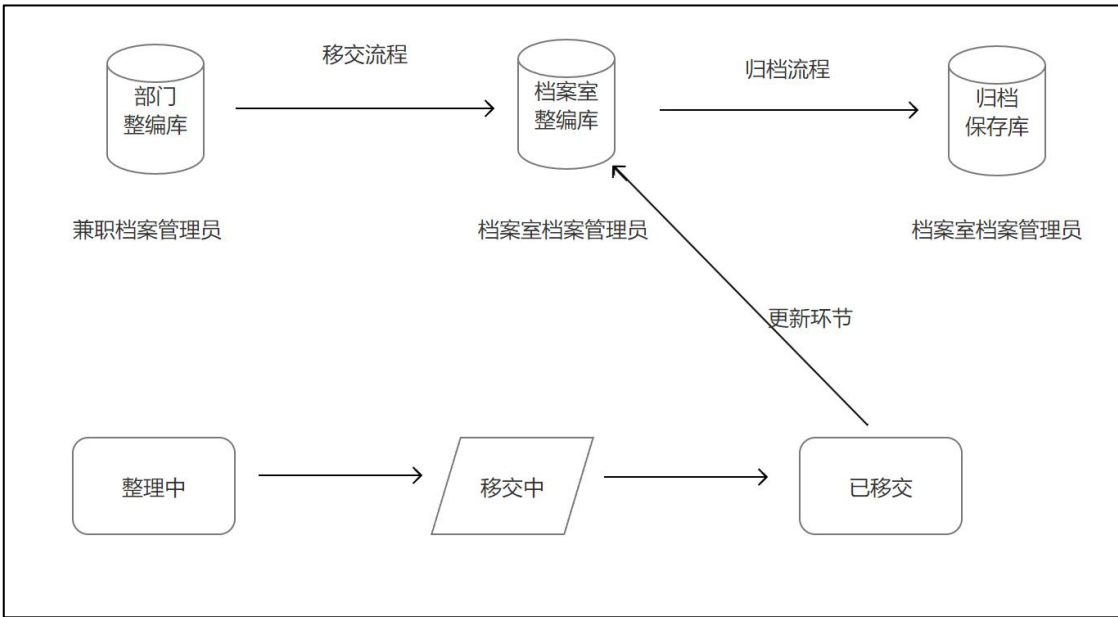 移交流程
归档流程
部门
整编库
档案室
整编库
归档
保存库
兼职档案管理员
档案室档案管理员
档案室档案管理员
更新环节
整理中
移交中
已移交